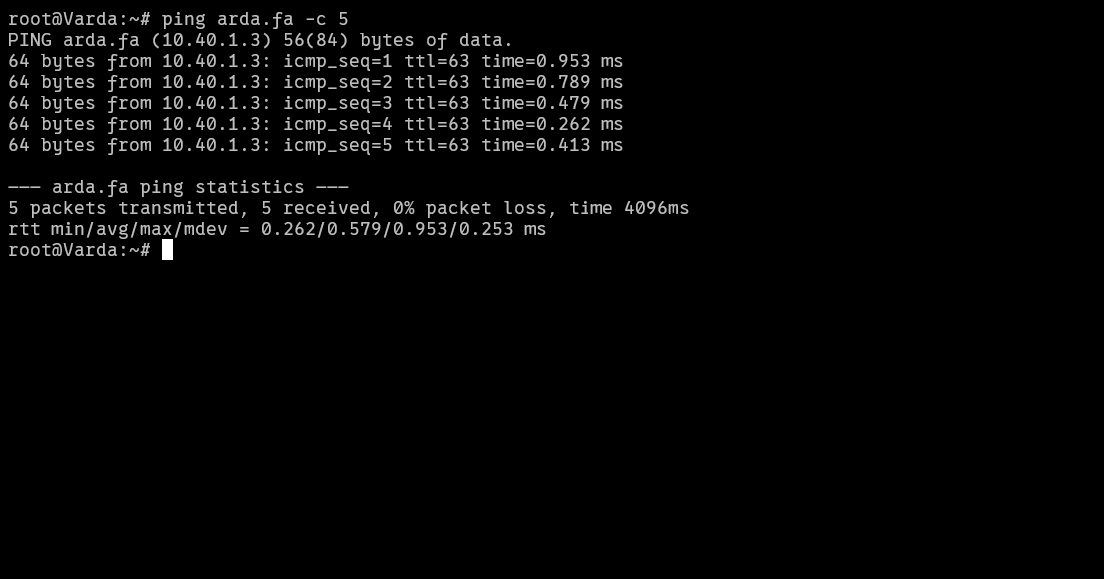 root@Varda:~# ping arda.fa -c 5
PING arda.fa (10.40.1.3) 56(84) bytes of data.
64 bytes from 10.40.1.3: icmp_seq=1 ttl=63 time=0.953 ms
64 bytes from 10.40.1.3: icmp_seq=2 ttl=63 time=0.789 ms
64 bytes from 10.40.1.3: icmp_seq=3 ttl=63 time=0.479 ms
64 bytes from 10.40.1.3: icmp_seq=4 ttl=63 time=0.262 ms
64 bytes from 10.40.1.3: icmp_seq=5 ttl=63 time=0.413 ms

--- arda.fa ping statistics ---
5 packets transmitted, 5 received, 0% packet loss, time 4096ms
rtt min/avg/max/mdev = 0.262/0.579/0.953/0.253 ms
root@Varda:~#